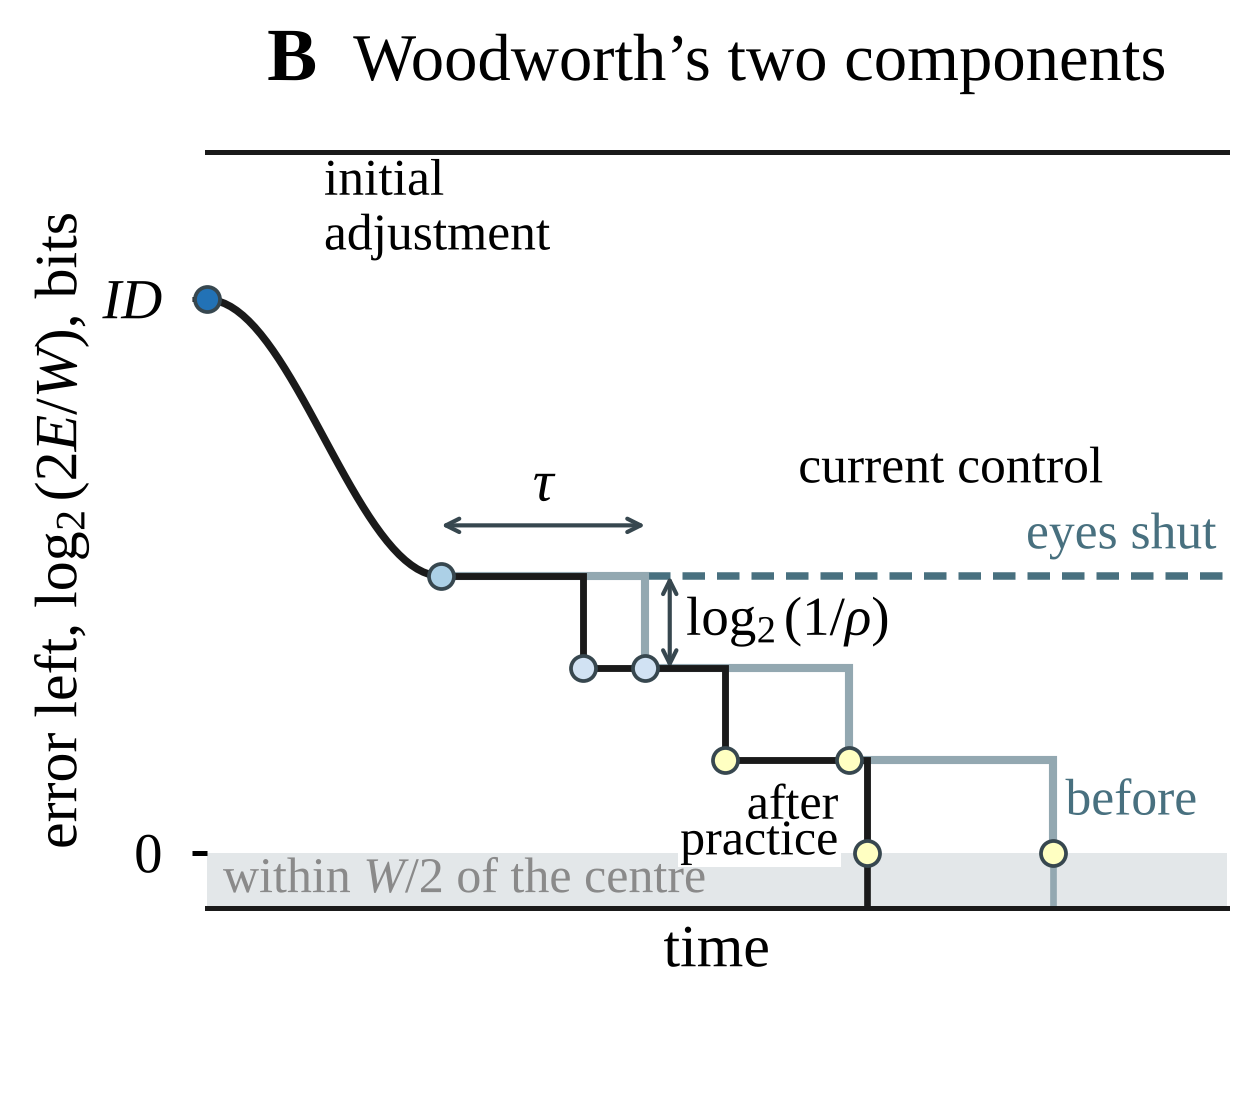 B Woodworth’s two components
initial
adjustment
error left, log₂(2E/W), bits
ID
τ
current control
eyes shut
log₂(1/ρ)
after
practice
before
0
within W/2 of the centre
time